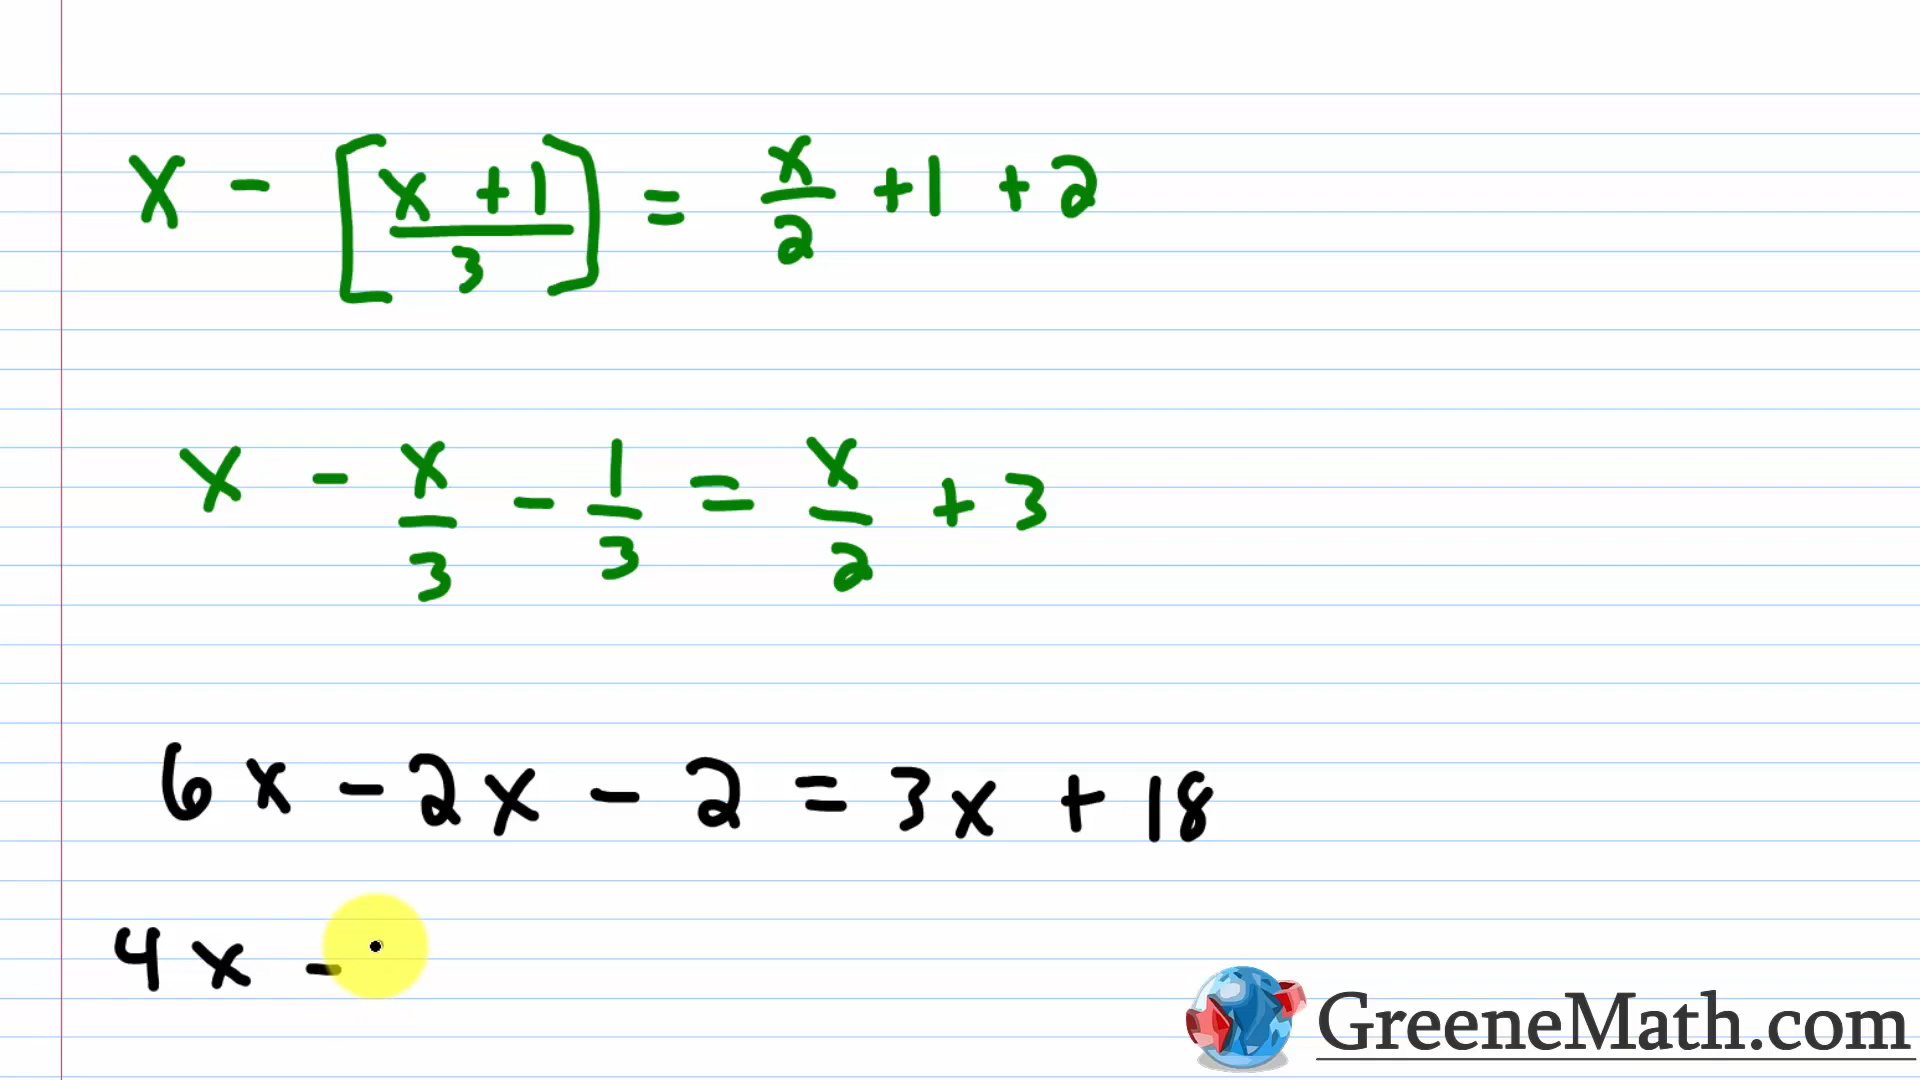 x - [x + 1 / 3] = x/2 + 1 + 2
x - x/3 - 1/3 = x/2 + 3
6x - 2x - 2 = 3x + 18
4x -
GreeneMath.com